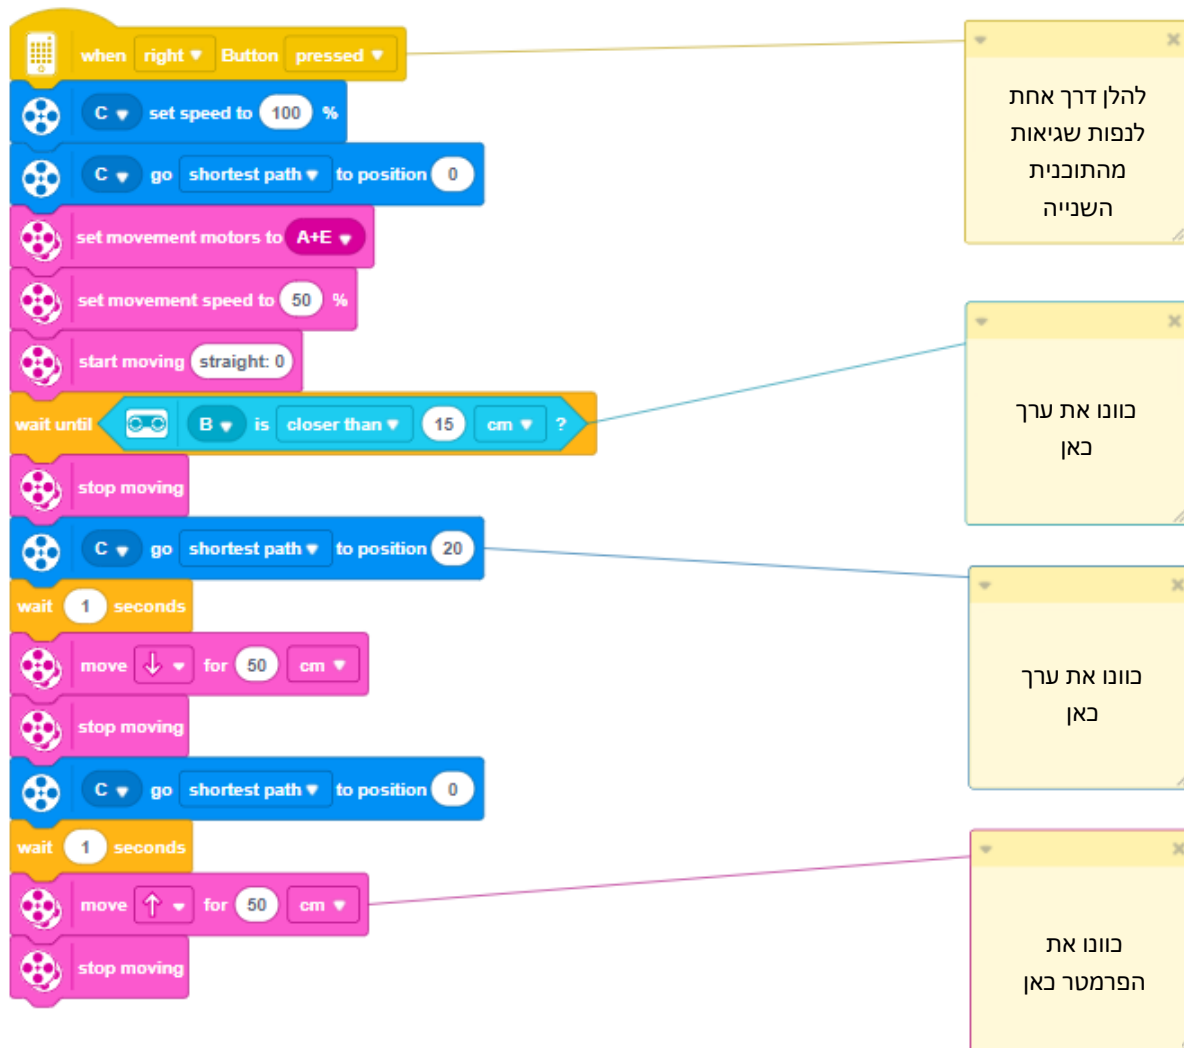 when right Button pressed
C set speed to 100 %
C go shortest path to position 0
set movement motors to A+E
set movement speed to 50 %
start moving straight: 0
wait until B is closer than 15 cm ?
stop moving
C go shortest path to position 20
wait 1 seconds
move for 50 cm
stop moving
C go shortest path to position 0
wait 1 seconds
move for 50 cm
stop moving
להלן דרך אחת
לנפות שגיאות
מהתוכנית
השנייה
כוונו את ערך
כאן
כוונו את ערך
כאן
כוונו את
הפרמטר כאן